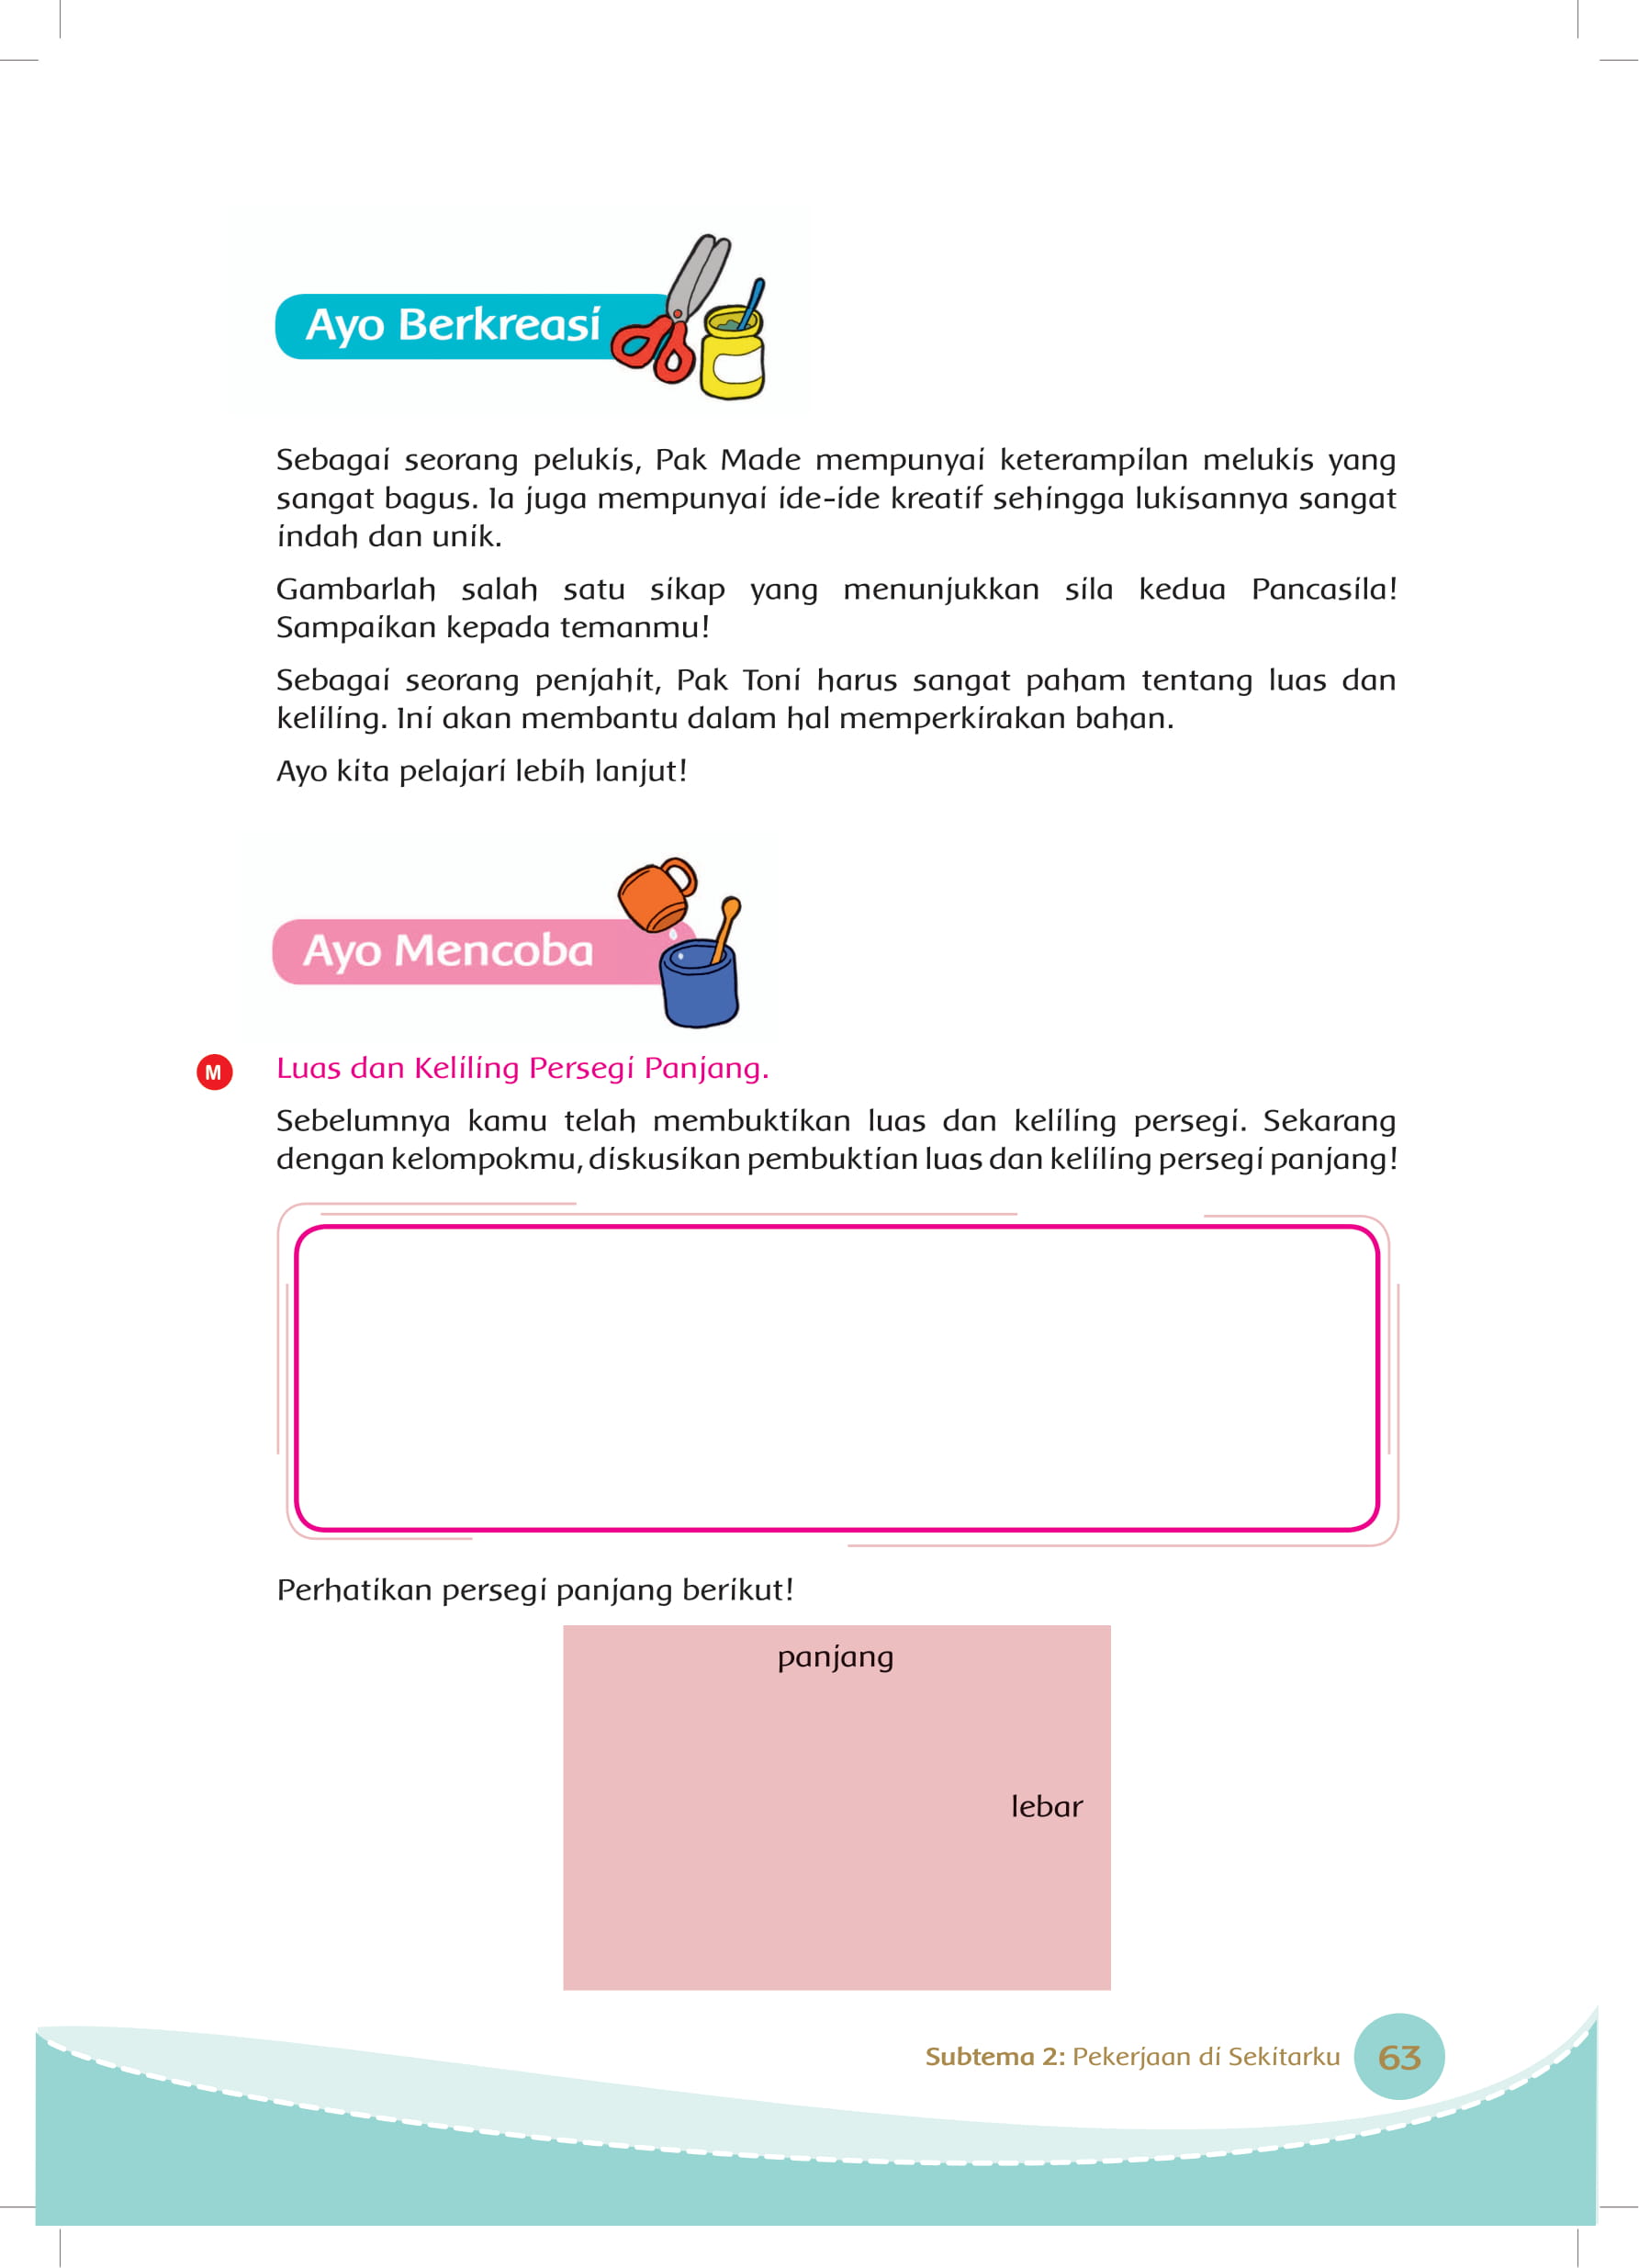 Ayo Berkreasi
Sebagai seorang pelukis, Pak Made mempunyai keterampilan melukis yang
sangat bagus. Ia juga mempunyai ide-ide kreatif sehingga lukisannya sangat
indah dan unik.
Gambarlah salah satu sikap yang menunjukkan sila kedua Pancasila!
Sampaikan kepada temanmu!
Sebagai seorang penjahit, Pak Toni harus sangat paham tentang luas dan
keliling. Ini akan membantu dalam hal memperkirakan bahan.
Ayo kita pelajari lebih lanjut!
Ayo Mencoba
M Luas dan Keliling Persegi Panjang.
Sebelumnya kamu telah membuktikan luas dan keliling persegi. Sekarang
dengan kelompokmu, diskusikan pembuktian luas dan keliling persegi panjang!
Perhatikan persegi panjang berikut!
panjang
lebar
Subtema 2: Pekerjaan di Sekitarku 63